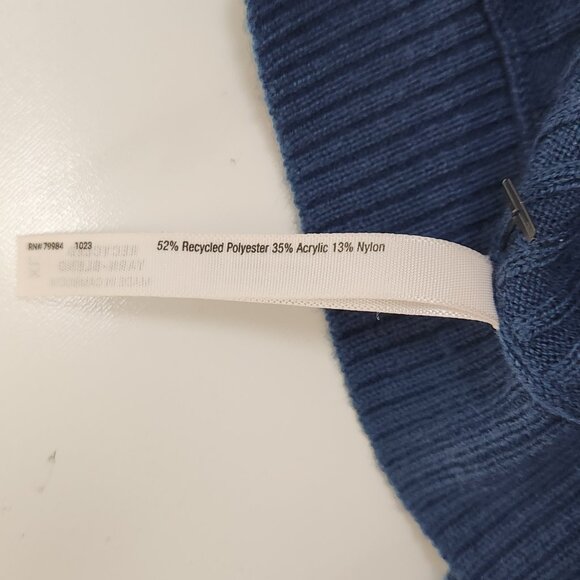 RN# 79984 1023
52% Recycled Polyester 35% Acrylic 13% Nylon